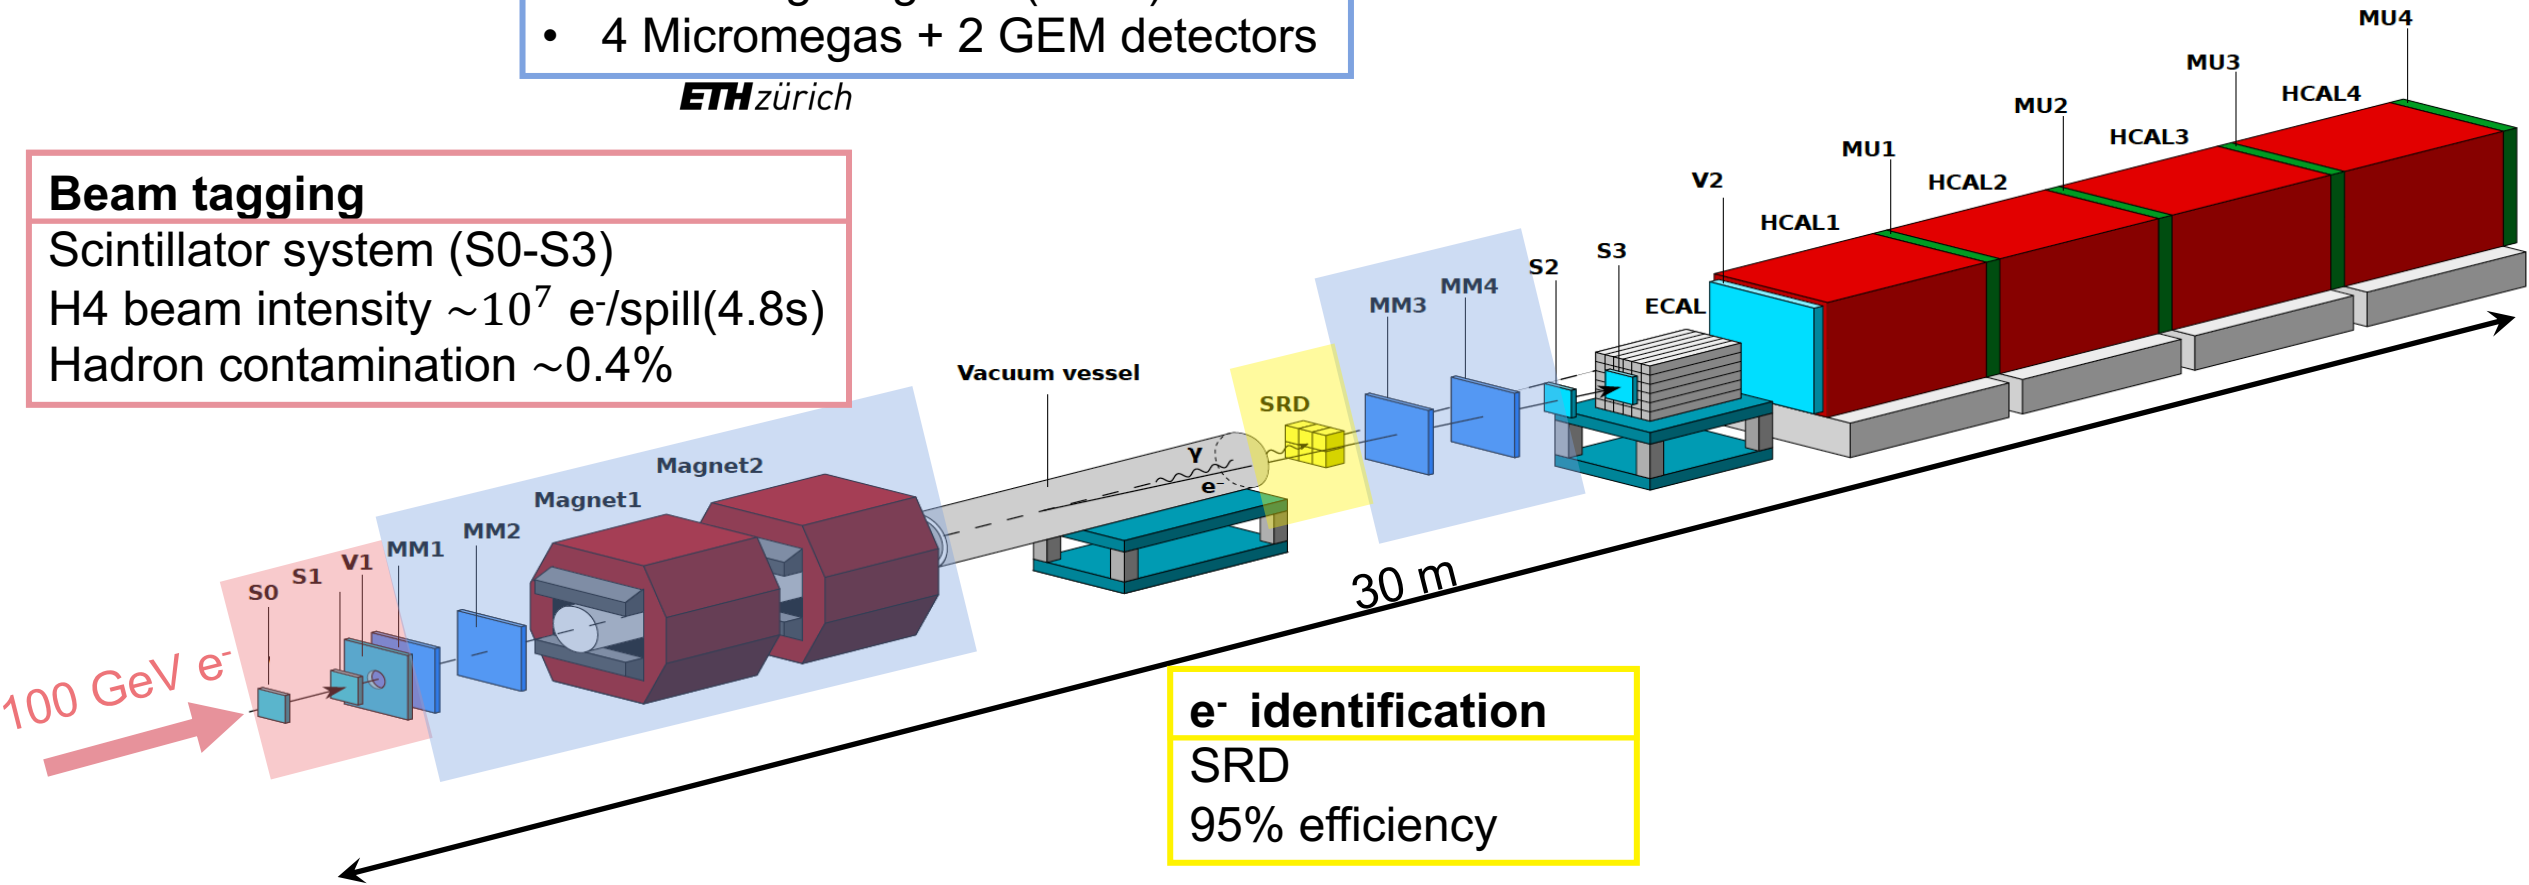 • 4 Micromegas + 2 GEM detectors
ETH zürich
Beam tagging
Scintillator system (S0-S3)
H4 beam intensity ~10⁷ e⁻/spill(4.8s)
Hadron contamination ~0.4%
MU4
MU3
HCAL4
MU2
HCAL3
MU1
HCAL2
V2
HCAL1
S3
S2
ECAL
MM4
MM3
Vacuum vessel
SRD
γ
e⁻
Magnet2
Magnet1
MM2
MM1
V1
S1
S0
100 GeV e⁻
30 m
e⁻ identification
SRD
95% efficiency